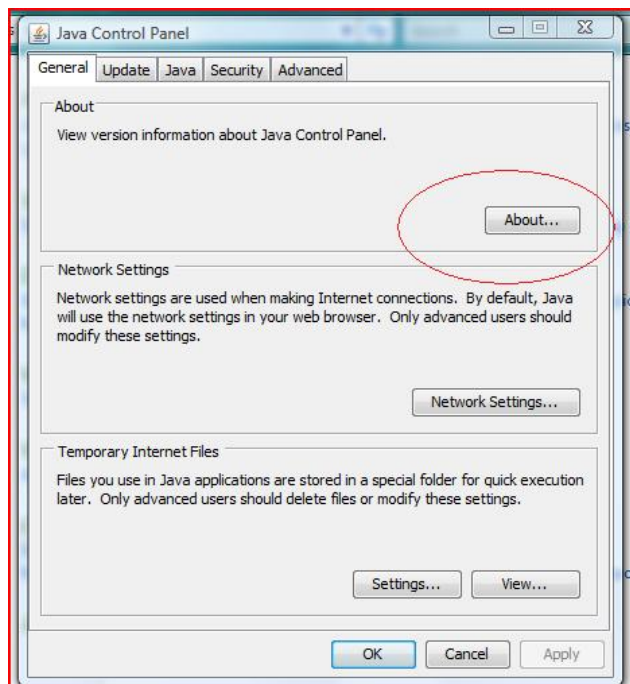 Java Control Panel
General Update Java Security Advanced
About
View version information about Java Control Panel.
About...
Network Settings
Network settings are used when making Internet connections.  By default, Java
will use the network settings in your web browser.  Only advanced users should
modify these settings.
Network Settings...
Temporary Internet Files
Files you use in Java applications are stored in a special folder for quick execution
later.  Only advanced users should delete files or modify these settings.
Settings... View...
OK Cancel Apply